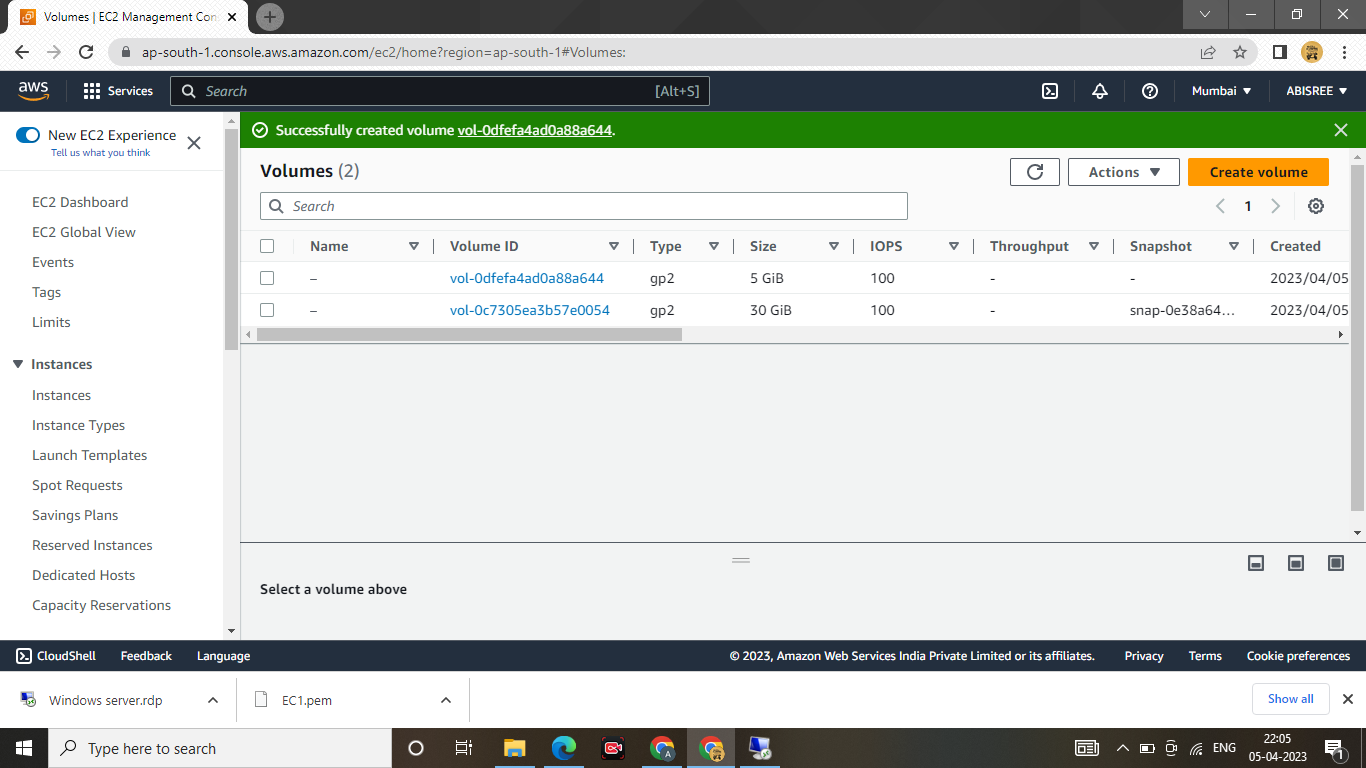 Volumes | EC2 Management Con
ap-south-1.console.aws.amazon.com/ec2/home?region=ap-south-1#Volumes:
aws Services Search [Alt+S] Mumbai ABISREE
New EC2 Experience
Tell us what you think
EC2 Dashboard
EC2 Global View
Events
Tags
Limits
Instances
Instances
Instance Types
Launch Templates
Spot Requests
Savings Plans
Reserved Instances
Dedicated Hosts
Capacity Reservations
Successfully created volume vol-0dfefa4ad0a88a644.
Volumes (2) Actions Create volume
Search 1
Name Volume ID Type Size IOPS Throughput Snapshot Created
– vol-0dfefa4ad0a88a644 gp2 5 GiB 100 - - 2023/04/05
– vol-0c7305ea3b57e0054 gp2 30 GiB 100 - snap-0e38a64... 2023/04/05
Select a volume above
CloudShell Feedback Language © 2023, Amazon Web Services India Private Limited or its affiliates. Privacy Terms Cookie preferences
Windows server.rdp EC1.pem Show all
Type here to search ENG 22:05
05-04-2023 1